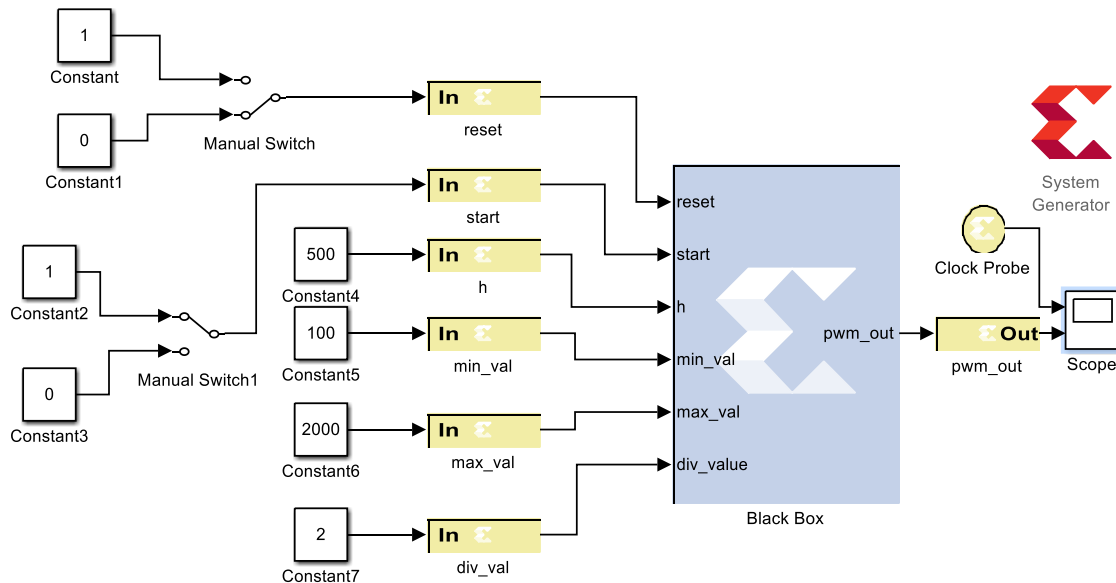 1
Constant
0
Constant1
Manual Switch
In
reset
In
start
1
Constant2
0
Constant3
Manual Switch1
500
Constant4
In
h
100
Constant5
In
min_val
2000
Constant6
In
max_val
2
Constant7
In
div_val
reset
start
h
min_val
max_val
div_value
pwm_out
Black Box
System
Generator
Clock Probe
Out
pwm_out
Scope